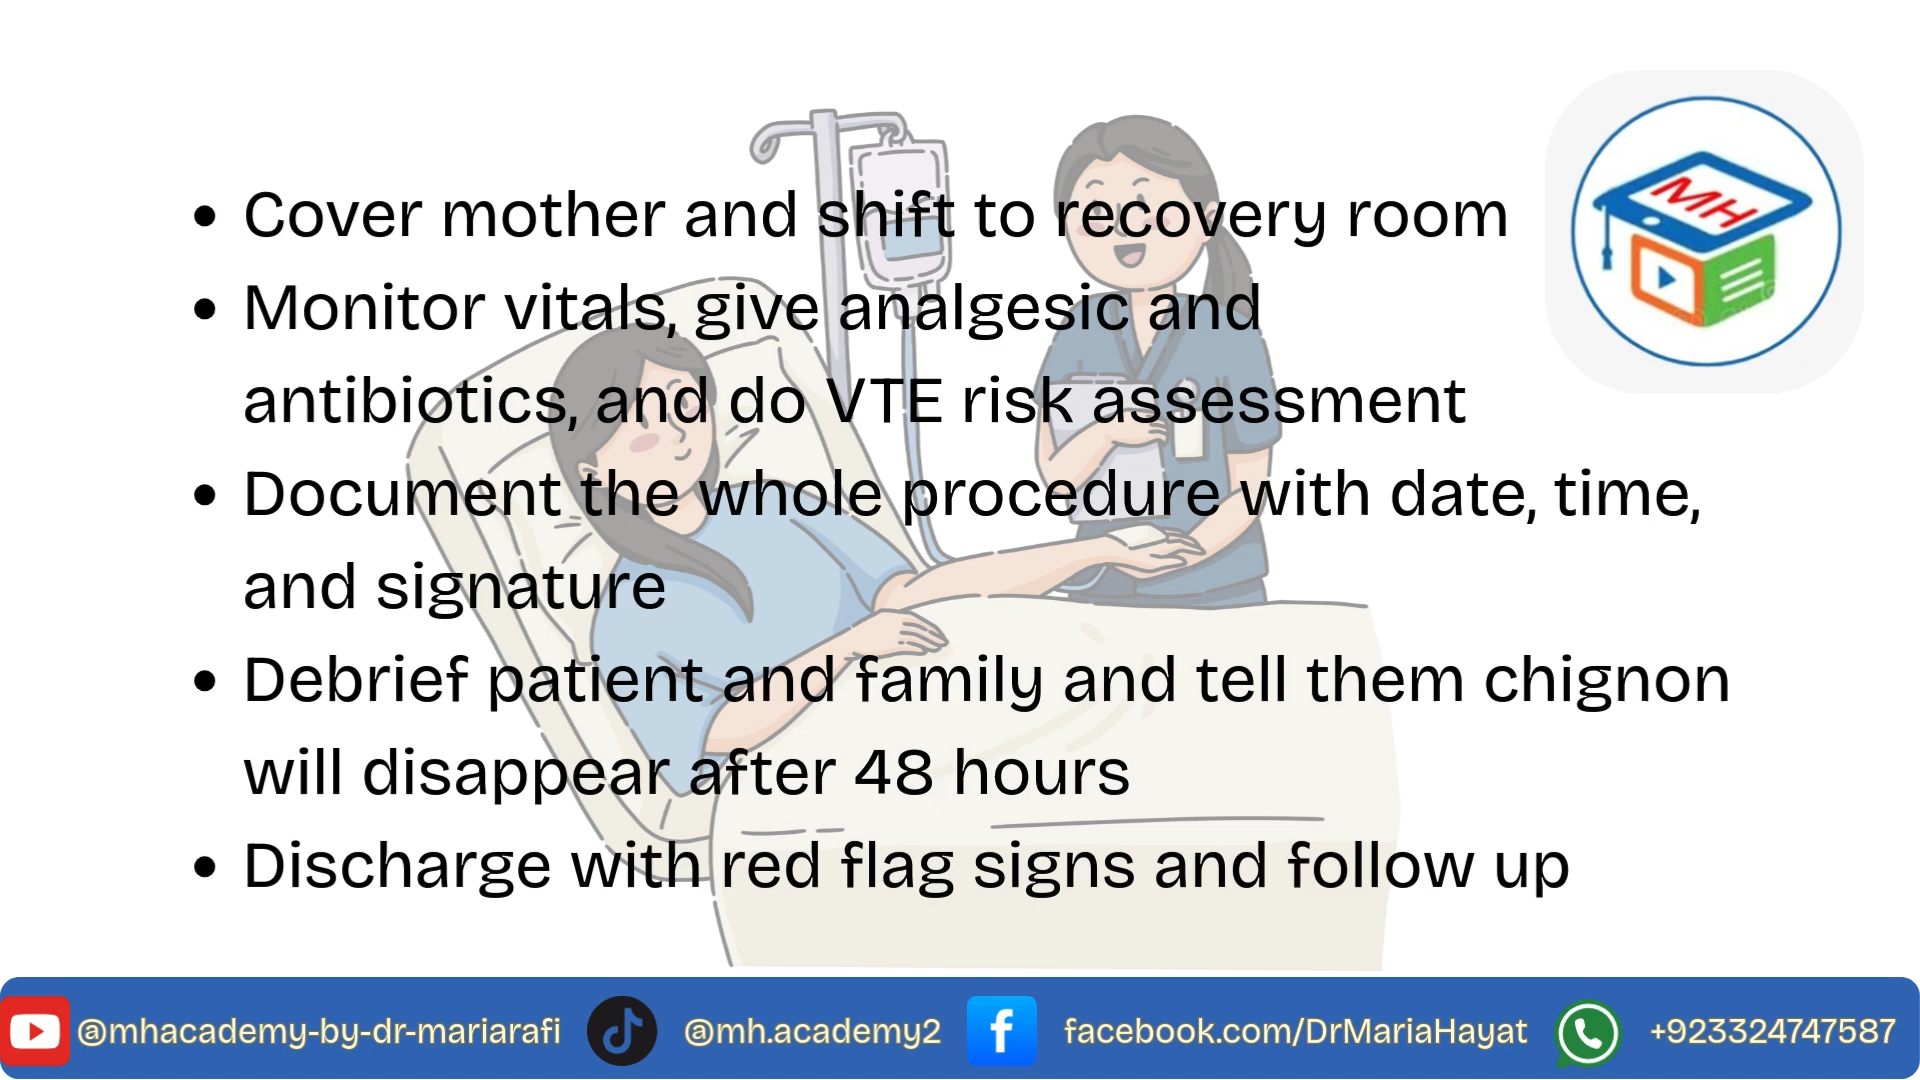 MH
• Cover mother and shift to recovery room
• Monitor vitals, give analgesic and
antibiotics, and do VTE risk assessment
• Document the whole procedure with date, time,
and signature
• Debrief patient and family and tell them chignon
will disappear after 48 hours
• Discharge with red flag signs and follow up
@mhacademy-by-dr-mariarafi @mh.academy2 facebook.com/DrMariaHayat +923324747587